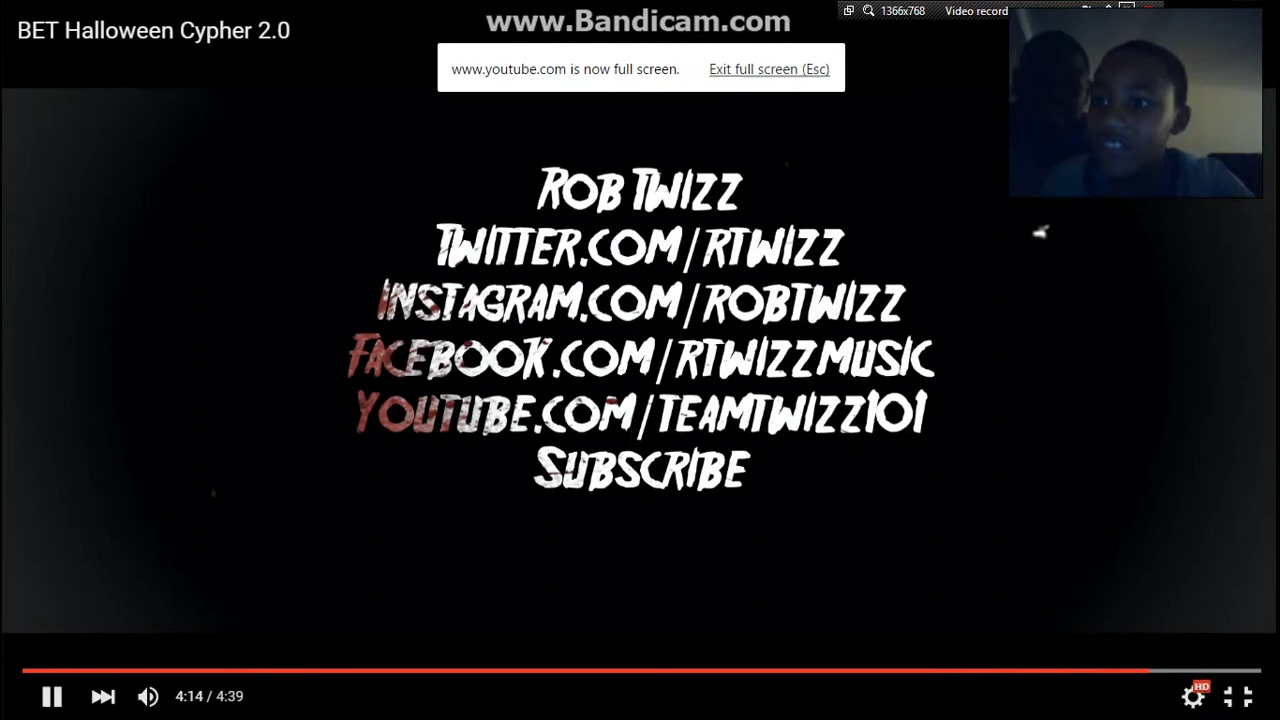 BET Halloween Cypher 2.0
www.Bandicam.com
1366x768 Video record
www.youtube.com is now full screen. Exit full screen (Esc)
ROB TWIZZ
TWITTER.COM/RTWIZZ
INSTAGRAM.COM/ROBTWIZZ
FACEBOOK.COM/RTWIZZMUSIC
YOUTUBE.COM/TEAMTWIZZ101
SUBSCRIBE
4:14 / 4:39
HD